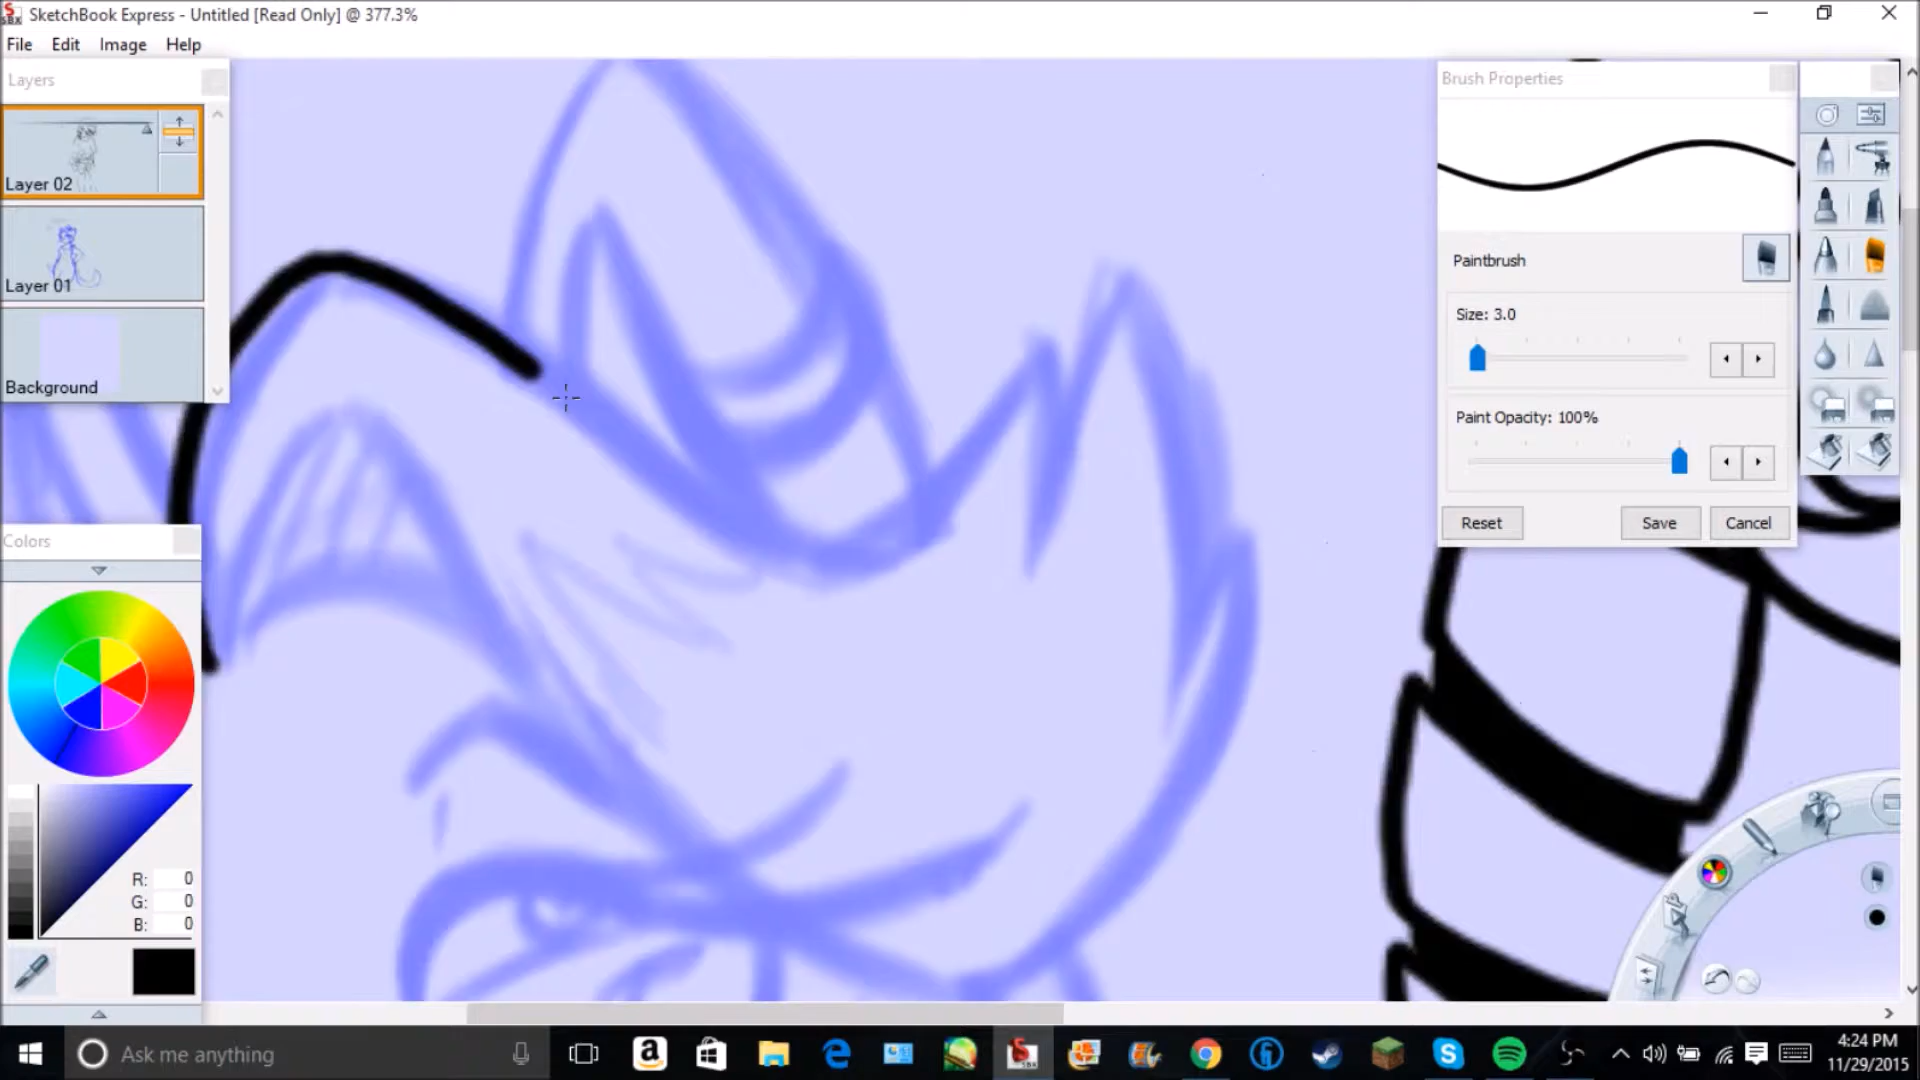 SketchBook Express - Untitled [Read Only] @ 377.3%
File Edit Image Help
Layers
Layer 02
Layer 01
Background
Brush Properties
Paintbrush
Size: 3.0
Paint Opacity: 100%
Reset Save Cancel
Colors
R: 0
G: 0
B: 0
Ask me anything
4:24 PM
11/29/2015